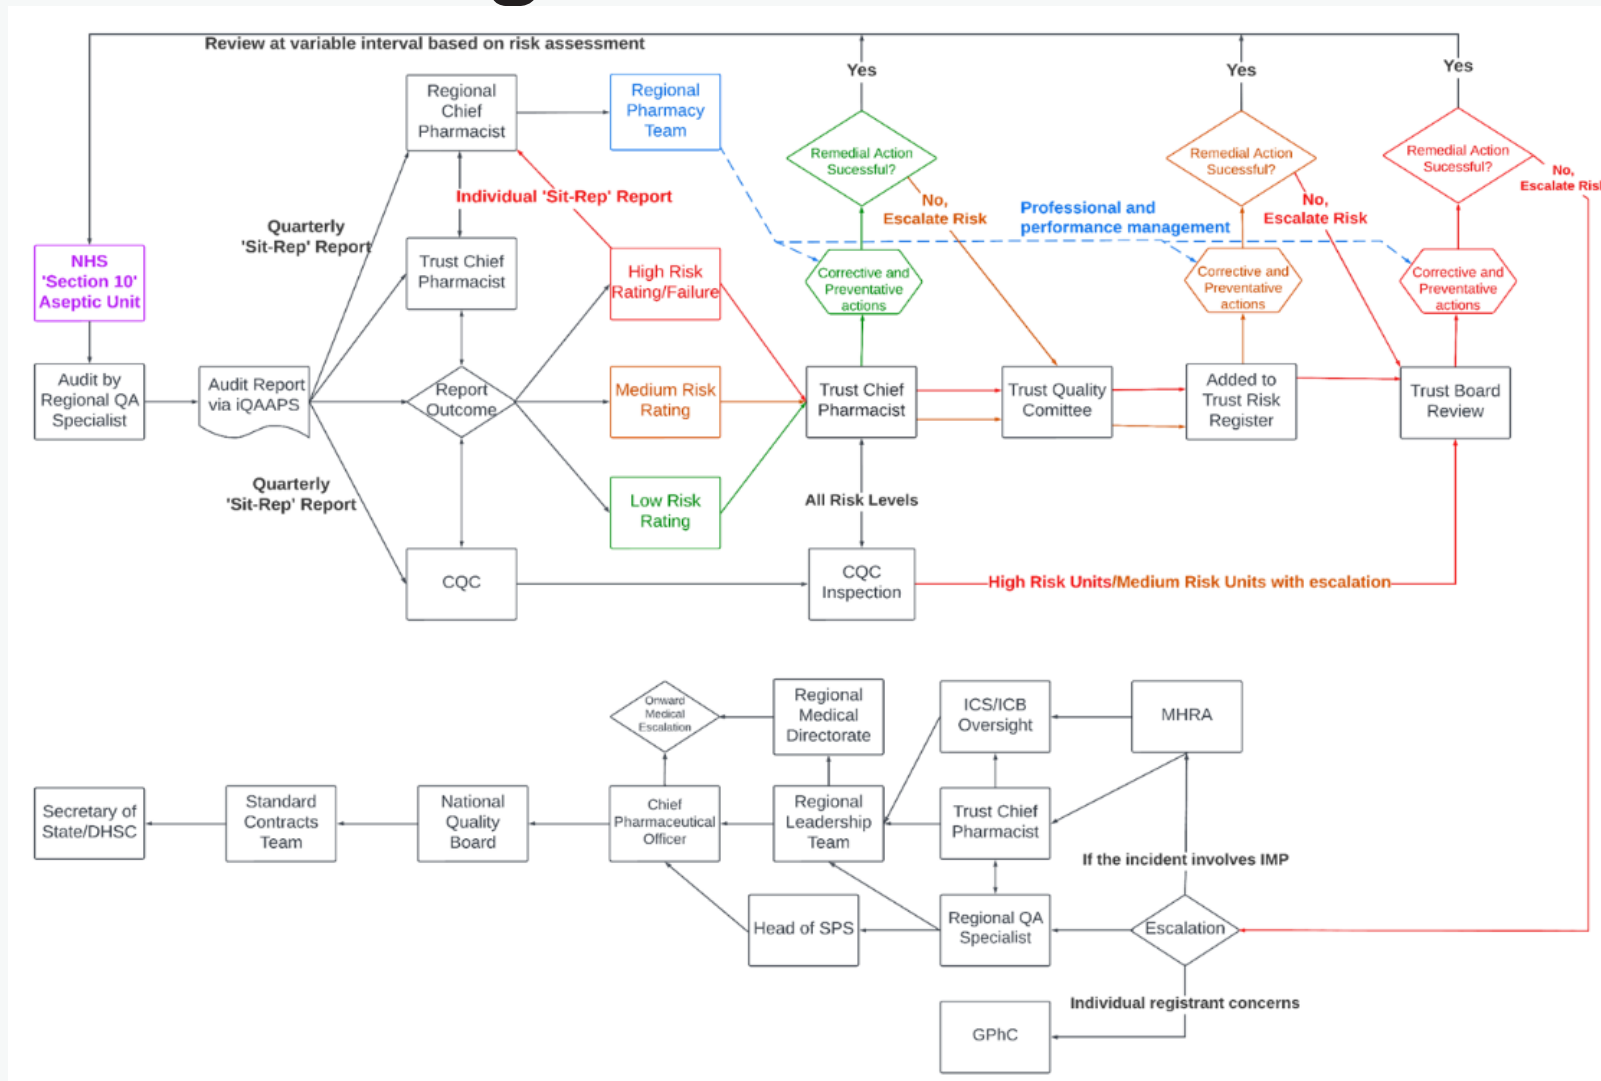 Review at variable interval based on risk assessment
Yes
Yes
Yes
Regional
Chief
Pharmacist
Regional
Pharmacy
Team
Remedial Action
Sucessful?
Remedial Action
Sucessful?
Remedial Action
Sucessful?
No,
Escalate Risk
Individual 'Sit-Rep' Report
No,
Escalate Risk
Professional and
performance management
No,
Escalate Risk
Quarterly
'Sit-Rep' Report
NHS
'Section 10'
Aseptic Unit
Trust Chief
Pharmacist
High Risk
Rating/Failure
Corrective and
Preventative
actions
Corrective and
Preventative
actions
Corrective and
Preventative
actions
Audit by
Regional QA
Specialist
Audit Report
via iQAAPS
Report
Outcome
Medium Risk
Rating
Trust Chief
Pharmacist
Trust Quality
Comittee
Added to
Trust Risk
Register
Trust Board
Review
Quarterly
'Sit-Rep' Report
Low Risk
Rating
All Risk Levels
CQC
CQC
Inspection
High Risk Units/Medium Risk Units with escalation
Onward
Medical
Escalation
Regional
Medical
Directorate
ICS/ICB
Oversight
MHRA
Secretary of
State/DHSC
Standard
Contracts
Team
National
Quality
Board
Chief
Pharmaceutical
Officer
Regional
Leadership
Team
Trust Chief
Pharmacist
If the incident involves IMP
Head of SPS
Regional QA
Specialist
Escalation
Individual registrant concerns
GPhC